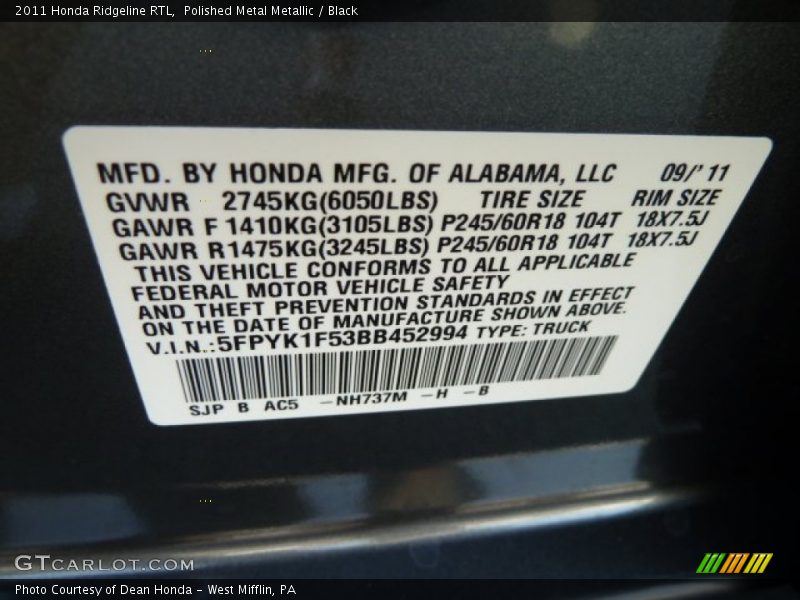 2011 Honda Ridgeline RTL,  Polished Metal Metallic / Black
MFD. BY HONDA MFG. OF ALABAMA, LLC 09/' 11
GVWR 2745KG(6050LBS) TIRE SIZE RIM SIZE
GAWR F 1410KG(3105LBS) P245/60R18 104T 18X7.5J
GAWR R 1475KG(3245LBS) P245/60R18 104T 18X7.5J
THIS VEHICLE CONFORMS TO ALL APPLICABLE
FEDERAL MOTOR VEHICLE SAFETY
AND THEFT PREVENTION STANDARDS IN EFFECT
ON THE DATE OF MANUFACTURE SHOWN ABOVE.
V.I.N.:5FPYK1F53BB452994 TYPE: TRUCK
SJP B AC5 -NH737M -H -B
GTCARLOT.COM
Photo Courtesy of Dean Honda - West Mifflin, PA